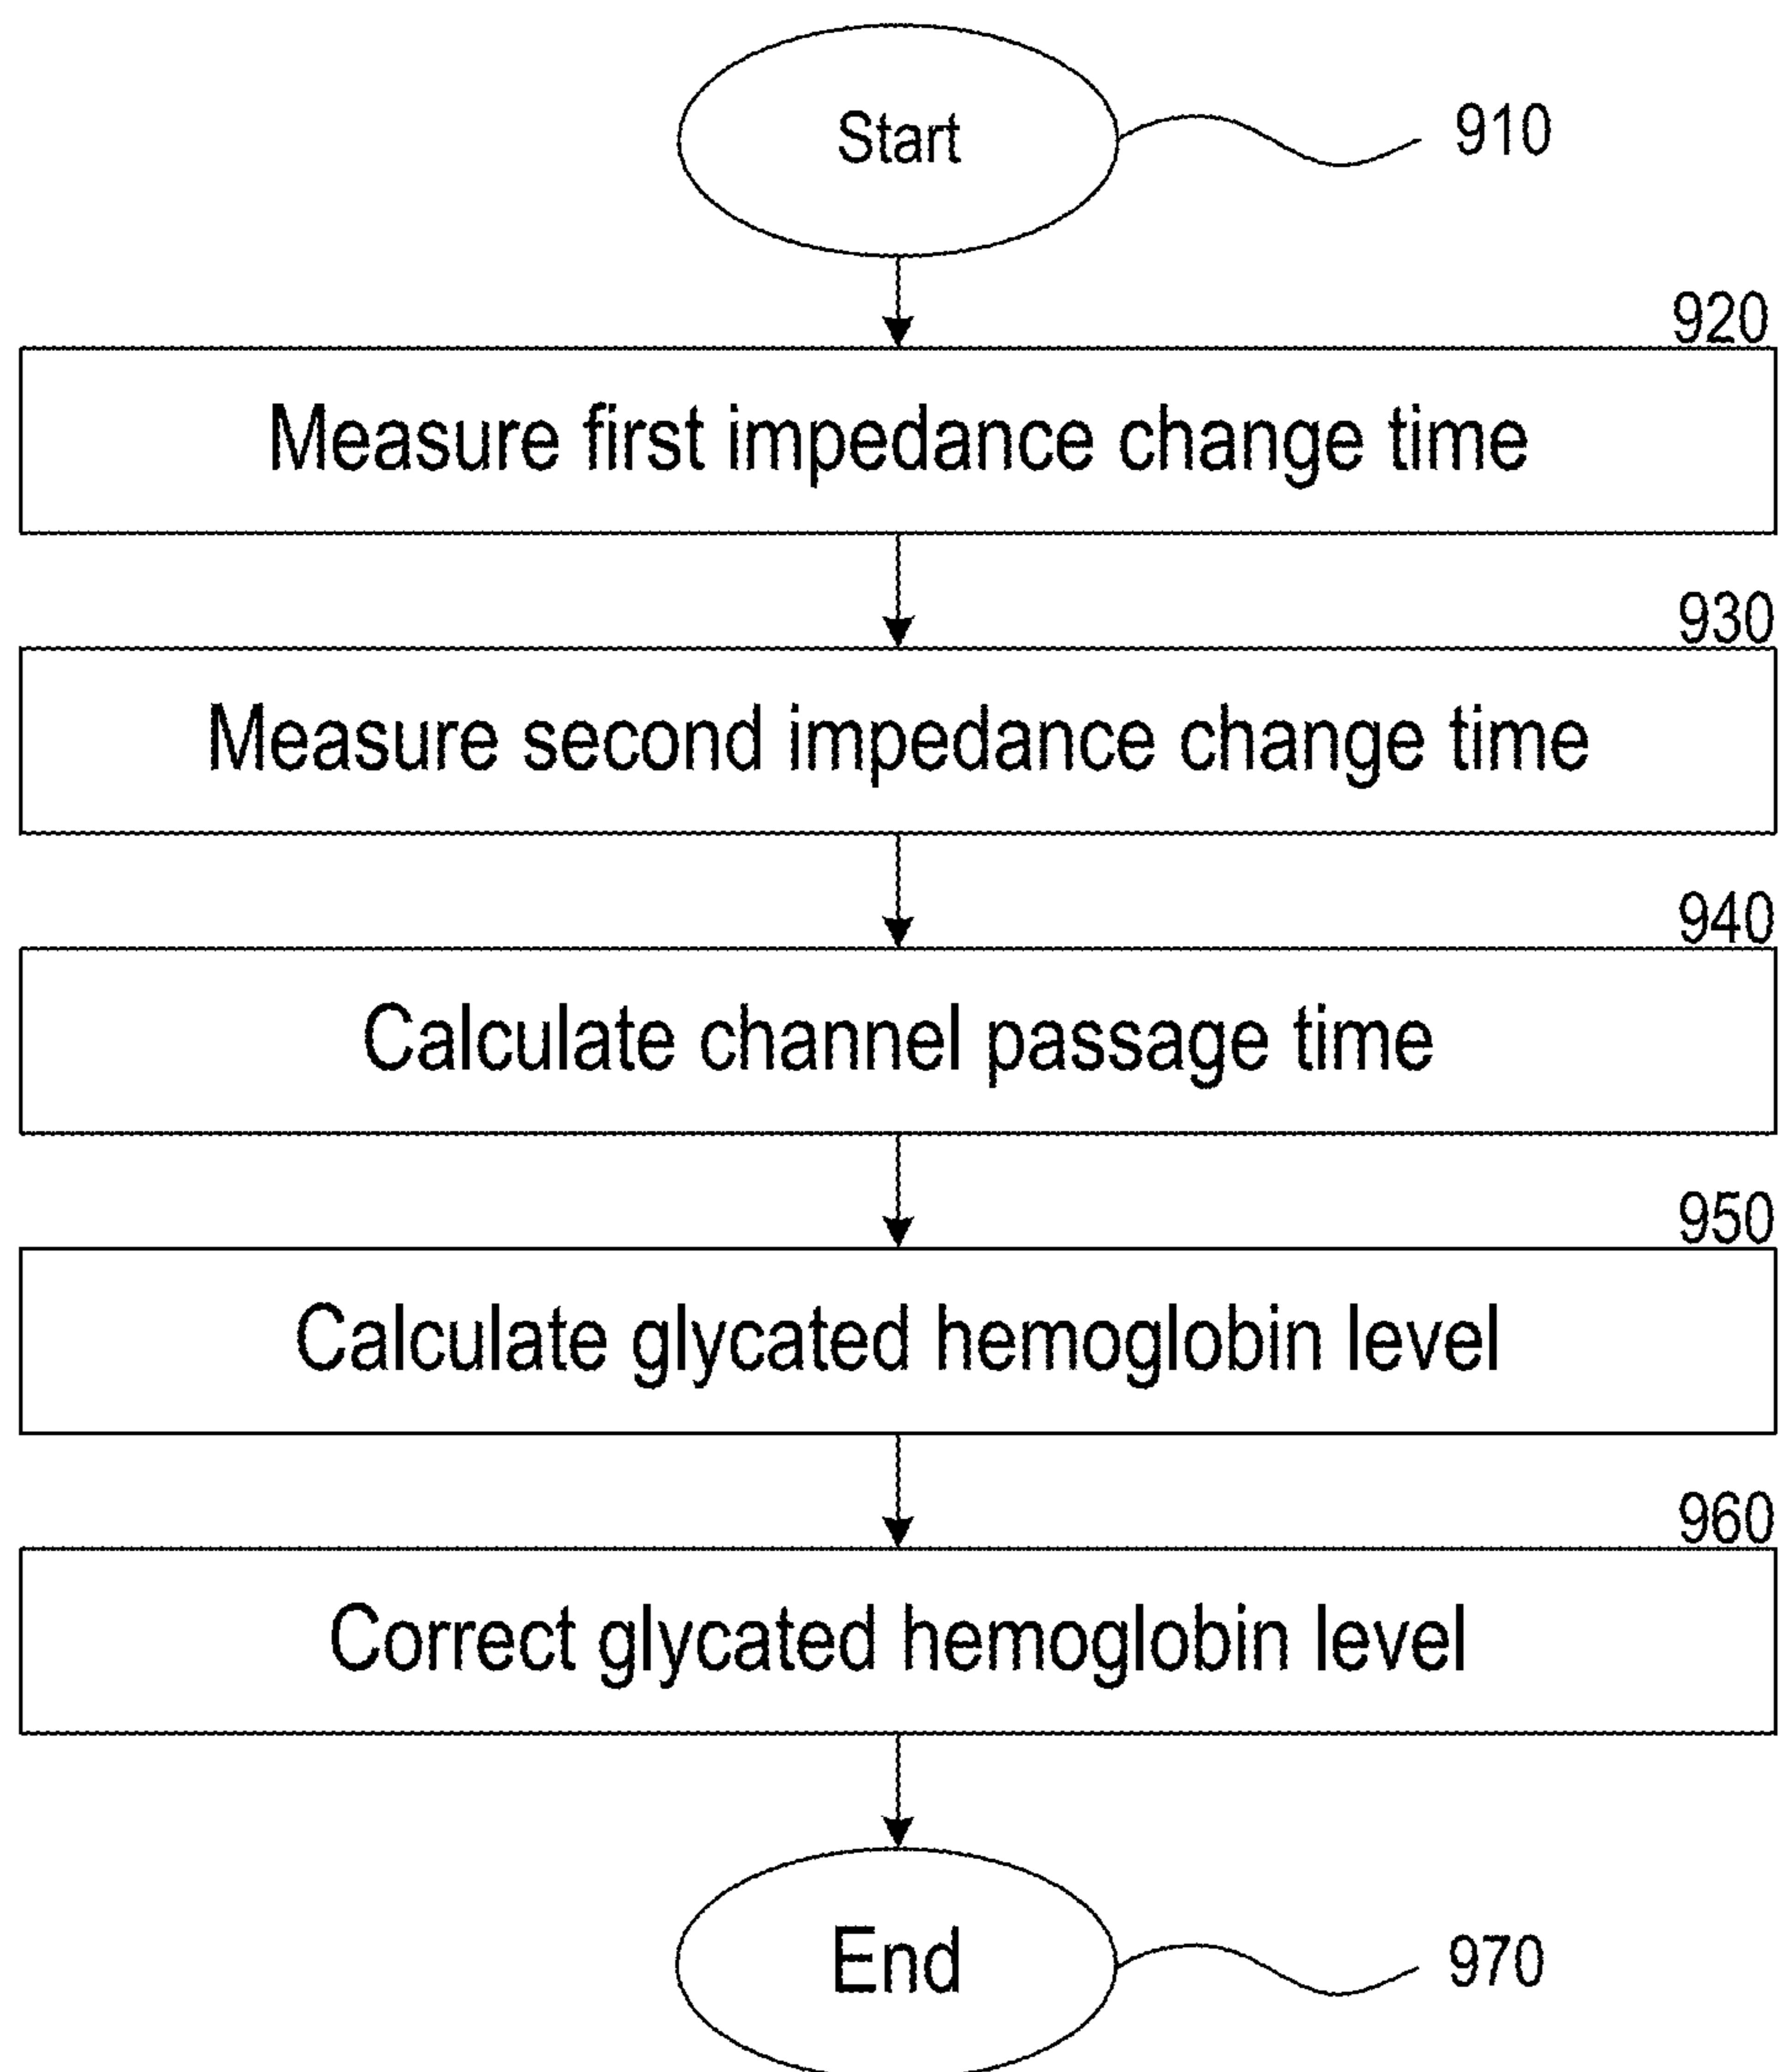 Start
910
920
Measure first impedance change time
930
Measure second impedance change time
940
Calculate channel passage time
950
Calculate glycated hemoglobin level
960
Correct glycated hemoglobin level
End
970